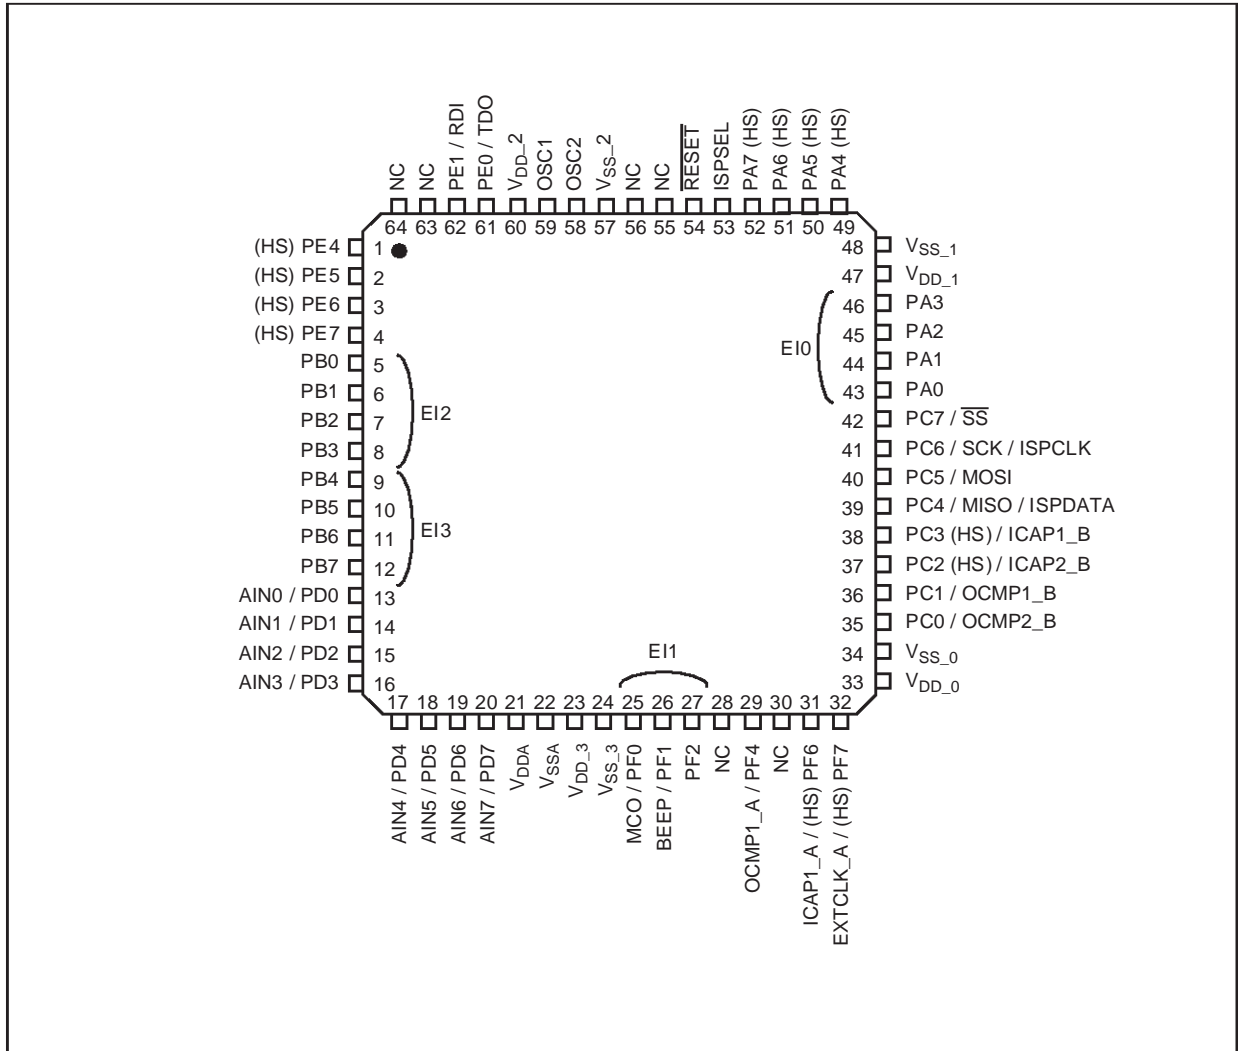 NC
NC
PE1 / RDI
PE0 / TDO
VDD_2
OSC1
OSC2
VSS_2
NC
NC
RESET
ISPSEL
PA7 (HS)
PA6 (HS)
PA5 (HS)
PA4 (HS)
64 63 62 61 60 59 58 57 56 55 54 53 52 51 50 49
(HS) PE4 1
(HS) PE5 2
(HS) PE6 3
(HS) PE7 4
PB0 5
PB1 6
PB2 7
PB3 8
EI2
PB4 9
PB5 10
PB6 11
PB7 12
EI3
AIN0 / PD0 13
AIN1 / PD1 14
AIN2 / PD2 15
AIN3 / PD3 16
48 VSS_1
47 VDD_1
46 PA3
45 PA2
EI0
44 PA1
43 PA0
42 PC7 / SS
41 PC6 / SCK / ISPCLK
40 PC5 / MOSI
39 PC4 / MISO / ISPDATA
38 PC3 (HS) / ICAP1_B
37 PC2 (HS) / ICAP2_B
36 PC1 / OCMP1_B
35 PC0 / OCMP2_B
34 VSS_0
33 VDD_0
EI1
17 18 19 20 21 22 23 24 25 26 27 28 29 30 31 32
AIN4 / PD4
AIN5 / PD5
AIN6 / PD6
AIN7 / PD7
VDDA
VSSA
VDD_3
VSS_3
MCO / PF0
BEEP / PF1
PF2
NC
OCMP1_A / PF4
NC
ICAP1_A / (HS) PF6
EXTCLK_A / (HS) PF7